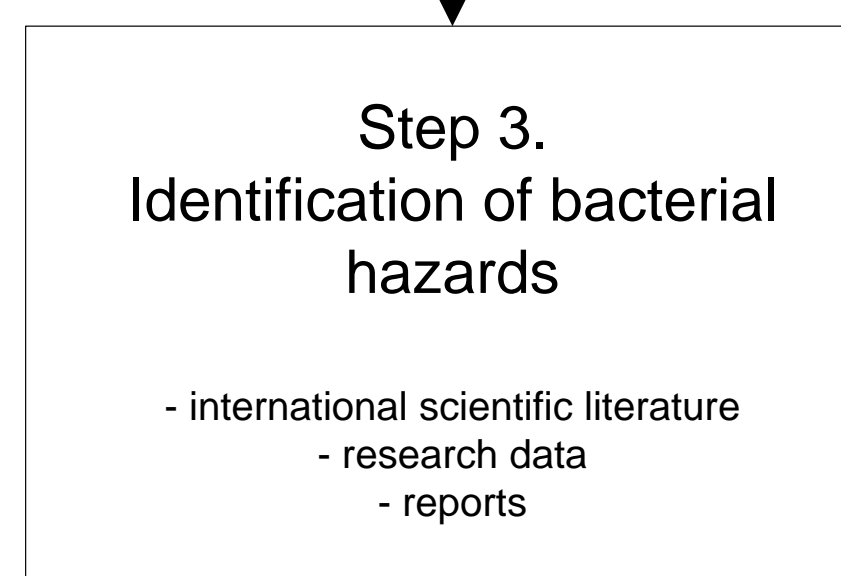 Step 3.
Identification of bacterial
hazards
- international scientific literature
- research data
- reports